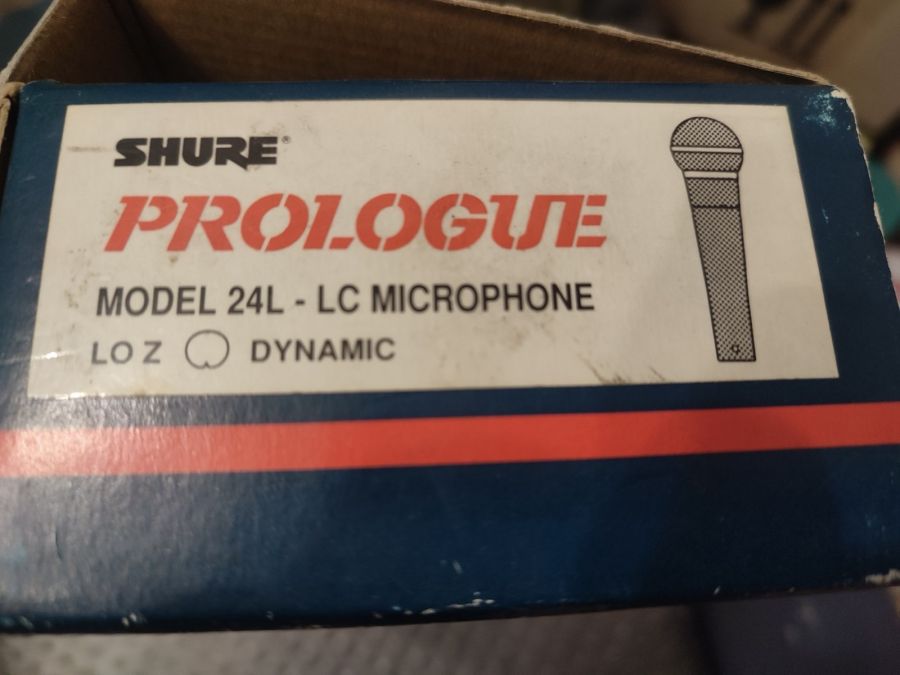 SHURE®
PROLOGUE
MODEL 24L - LC MICROPHONE
LO Z DYNAMIC